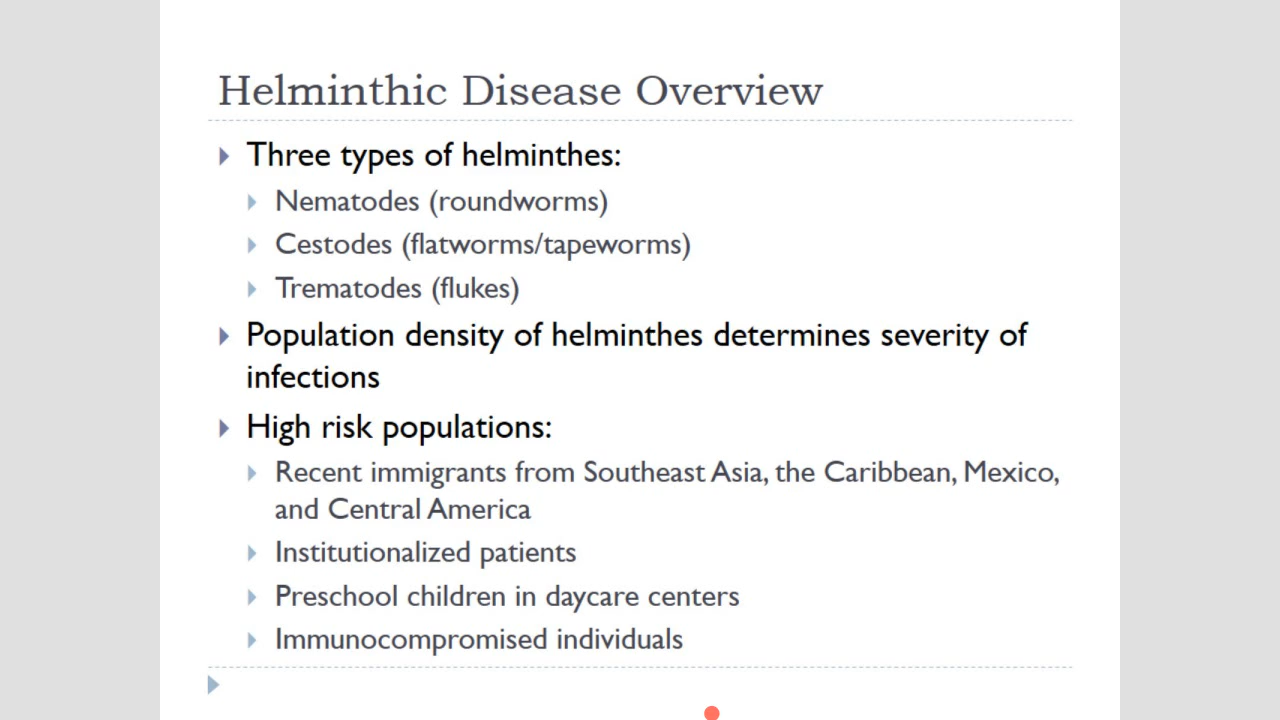 Helminthic Disease Overview
Three types of helminthes:
Nematodes (roundworms)
Cestodes (flatworms/tapeworms)
Trematodes (flukes)
Population density of helminthes determines severity of
infections
High risk populations:
Recent immigrants from Southeast Asia, the Caribbean, Mexico,
and Central America
Institutionalized patients
Preschool children in daycare centers
Immunocompromised individuals